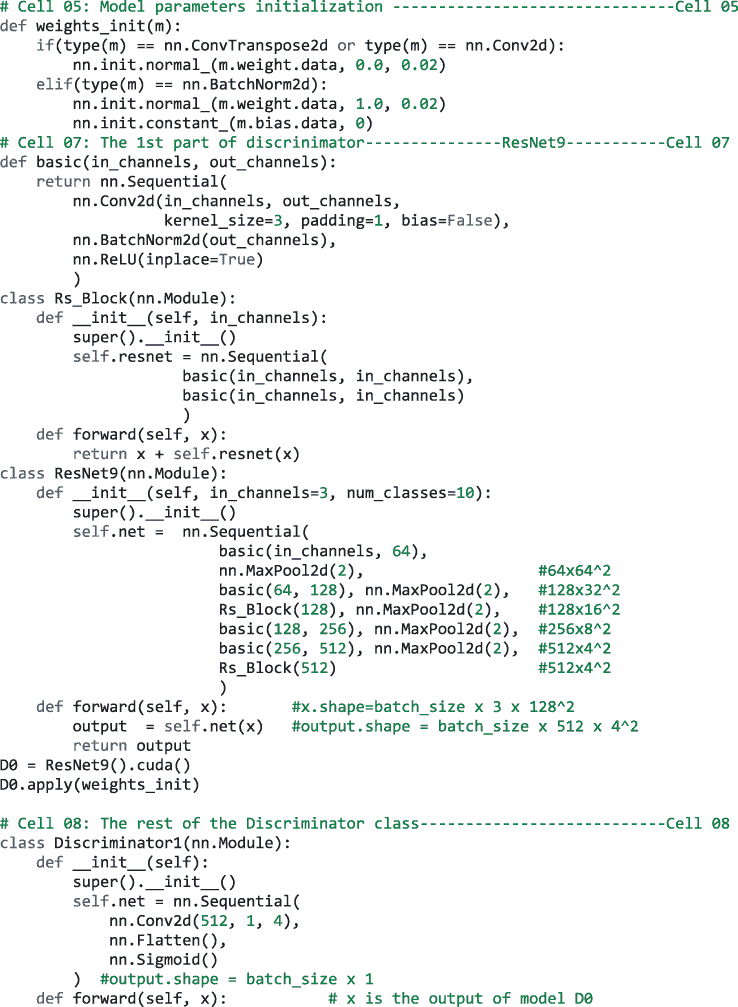 # Cell 05: Model parameters initialization -------------------------------Cell 05
def weights_init(m):
    if(type(m) == nn.ConvTranspose2d or type(m) == nn.Conv2d):
        nn.init.normal_(m.weight.data, 0.0, 0.02)
    elif(type(m) == nn.BatchNorm2d):
        nn.init.normal_(m.weight.data, 1.0, 0.02)
        nn.init.constant_(m.bias.data, 0)
# Cell 07: The 1st part of discrinimator---------------ResNet9-----------Cell 07
def basic(in_channels, out_channels):
    return nn.Sequential(
        nn.Conv2d(in_channels, out_channels,
                  kernel_size=3, padding=1, bias=False),
        nn.BatchNorm2d(out_channels),
        nn.ReLU(inplace=True)
        )
class Rs_Block(nn.Module):
    def __init__(self, in_channels):
        super().__init__()
        self.resnet = nn.Sequential(
                    basic(in_channels, in_channels),
                    basic(in_channels, in_channels)
                    )
    def forward(self, x):
        return x + self.resnet(x)
class ResNet9(nn.Module):
    def __init__(self, in_channels=3, num_classes=10):
        super().__init__()
        self.net =  nn.Sequential(
                        basic(in_channels, 64),
                        nn.MaxPool2d(2),                   #64x64^2
                        basic(64, 128), nn.MaxPool2d(2),   #128x32^2
                        Rs_Block(128), nn.MaxPool2d(2),    #128x16^2
                        basic(128, 256), nn.MaxPool2d(2),  #256x8^2
                        basic(256, 512), nn.MaxPool2d(2),  #512x4^2
                        Rs_Block(512)                      #512x4^2
                        )
    def forward(self, x):       #x.shape=batch_size x 3 x 128^2
        output  = self.net(x)   #output.shape = batch_size x 512 x 4^2
        return output
D0 = ResNet9().cuda()
D0.apply(weights_init)

# Cell 08: The rest of the Discriminator class---------------------------Cell 08
class Discriminator1(nn.Module):
    def __init__(self):
        super().__init__()
        self.net = nn.Sequential(
            nn.Conv2d(512, 1, 4),
            nn.Flatten(),
            nn.Sigmoid()
        )  #output.shape = batch_size x 1
    def forward(self, x):           # x is the output of model D0